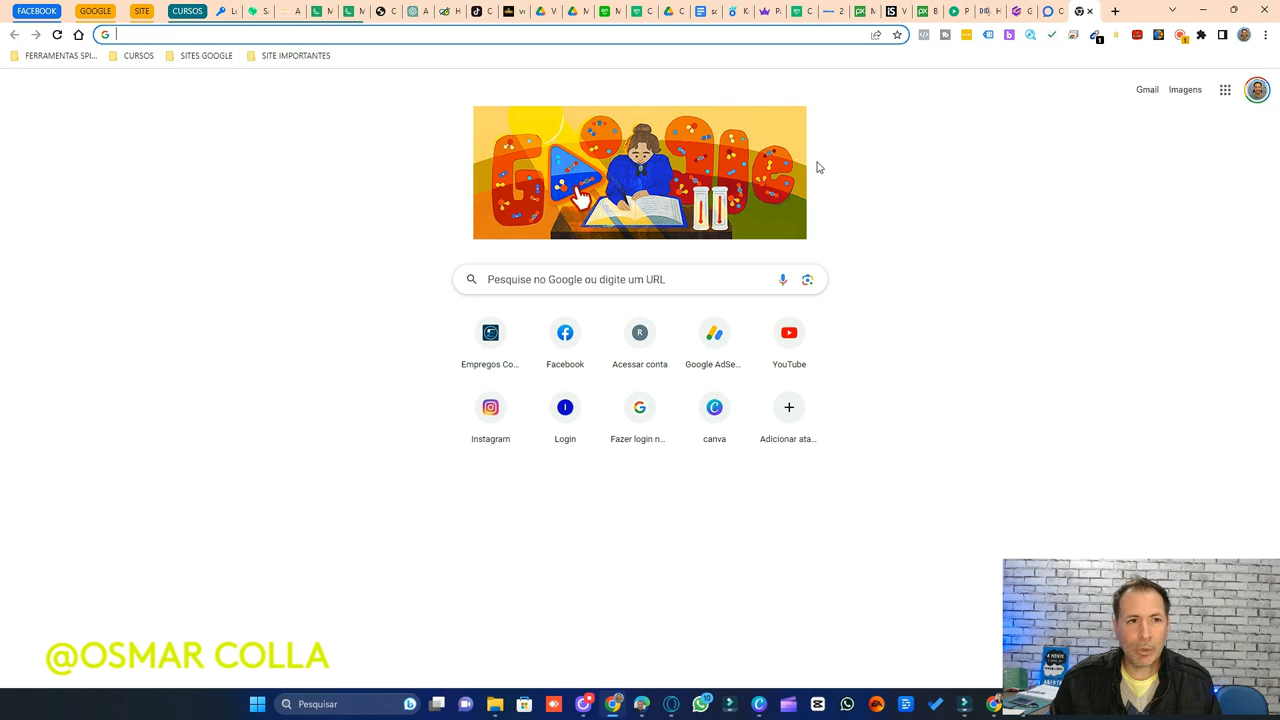 FACEBOOK GOOGLE SITE CURSOS
FERRAMENTAS SPI... CURSOS SITES GOOGLE SITE IMPORTANTES
Gmail Imagens
Pesquise no Google ou digite um URL
Empregos Co... Facebook Acessar conta Google AdSe... YouTube
Instagram Login Fazer login n... canva Adicionar ata...
@OSMAR COLLA
Pesquisar